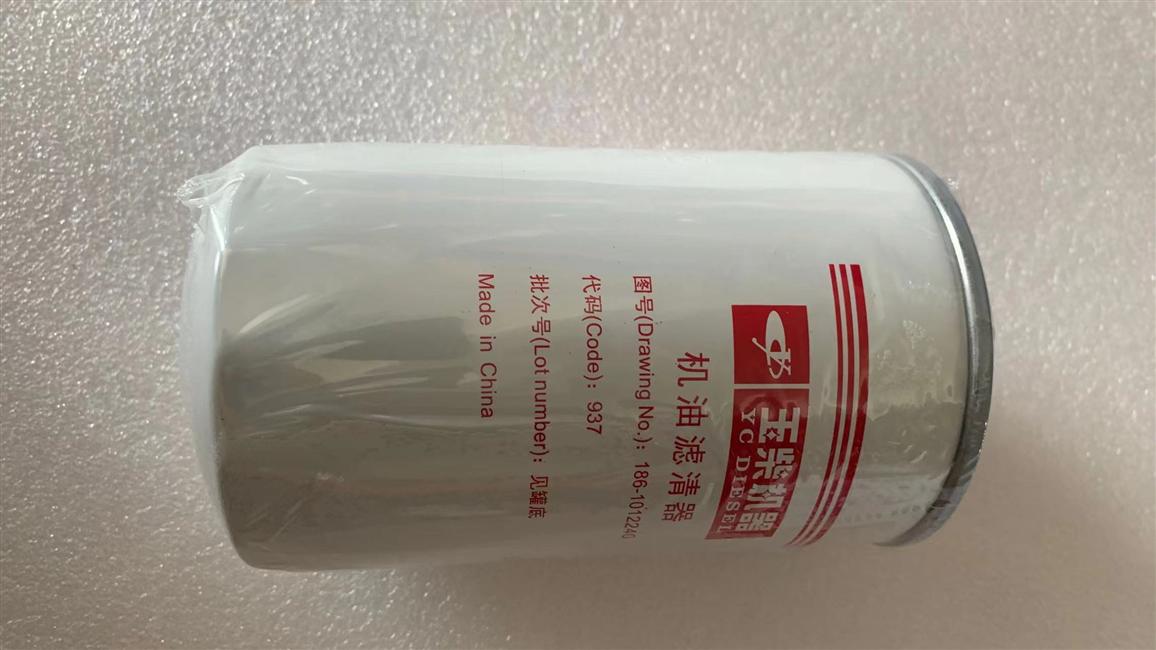 玉柴机器
YC DIESEL
机油滤清器
图号(Drawing No.)：186-1012240
代码(Code)：937
批次号(Lot number)：见罐底
Made in China